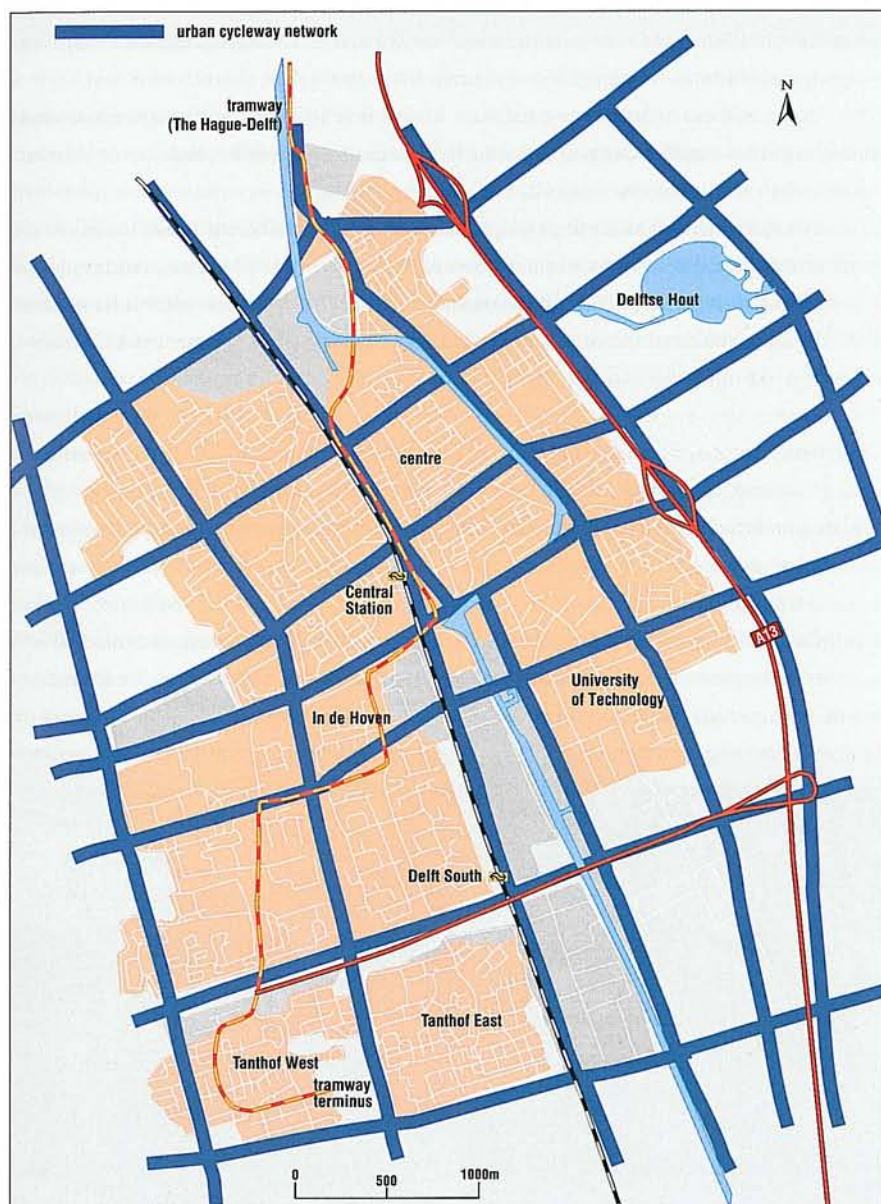 urban cycleway network
N
tramway
(The Hague-Delft)
Delftse Hout
centre
Central
Station
A13
University
of Technology
In de Hoven
Delft South
Tanthof East
Tanthof West
tramway
terminus
0
500
1000m